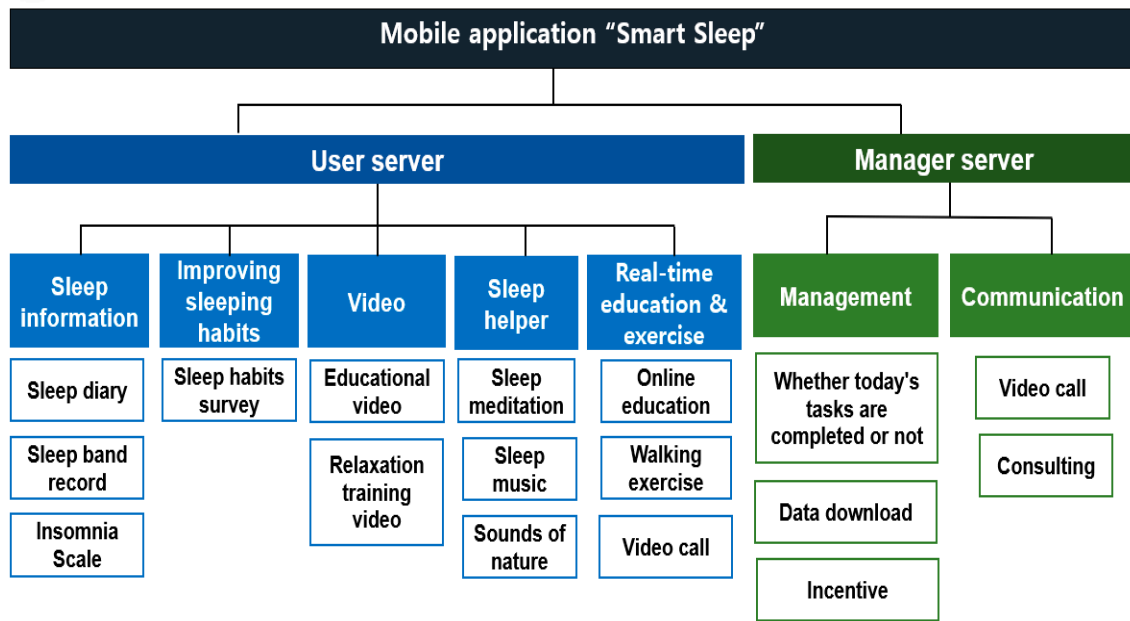 Mobile application “Smart Sleep”
User server
Manager server
Sleep
information
Improving
sleeping
habits
Video
Sleep
helper
Real-time
education &
exercise
Management
Communication
Sleep diary
Sleep band
record
Insomnia
Scale
Sleep habits
survey
Educational
video
Relaxation
training
video
Sleep
meditation
Sleep
music
Sounds of
nature
Online
education
Walking
exercise
Video call
Whether today's
tasks are
completed or not
Data download
Incentive
Video call
Consulting